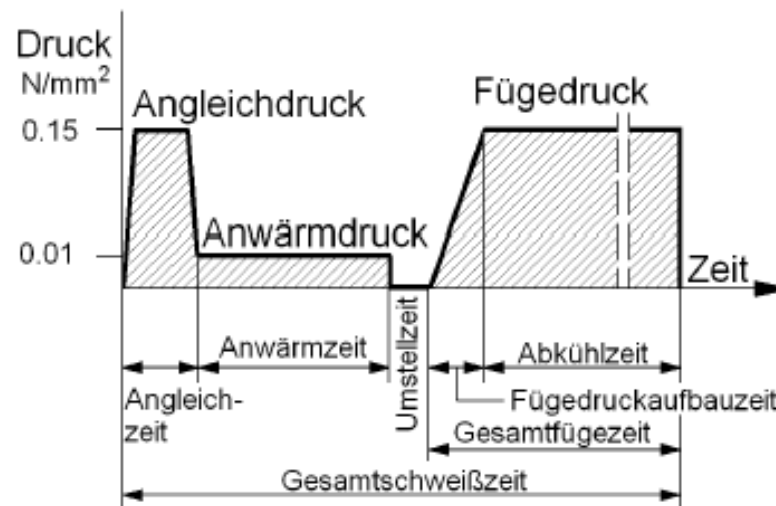 Druck
N/mm²
Angleichdruck
Fügedruck
0.15
Anwärmdruck
0.01
Zeit
Anwärmzeit
Umstellzeit
Abkühlzeit
Angleich-
zeit
Fügedruckaufbauzeit
Gesamtfügezeit
Gesamtschweißzeit